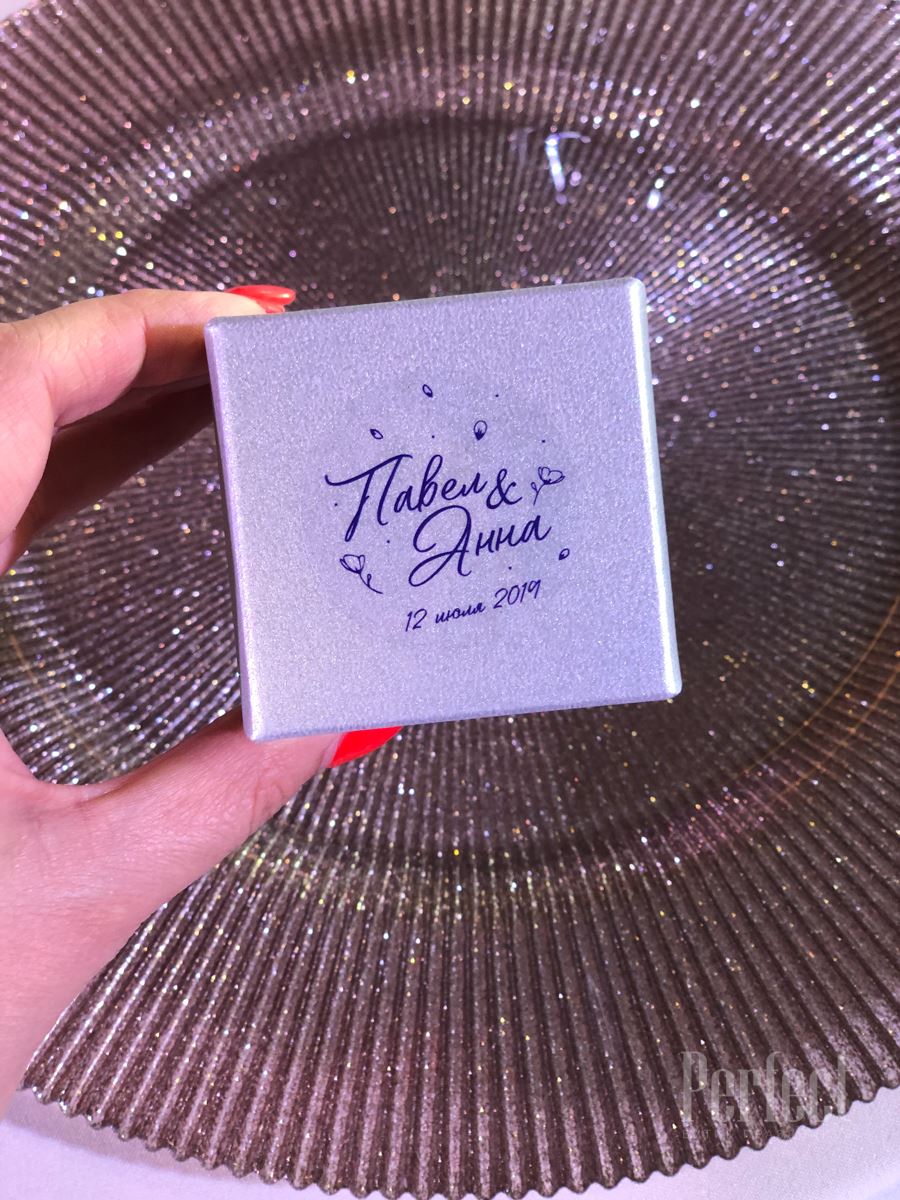 Павел &
Анна
12 июля 2019
Perfect